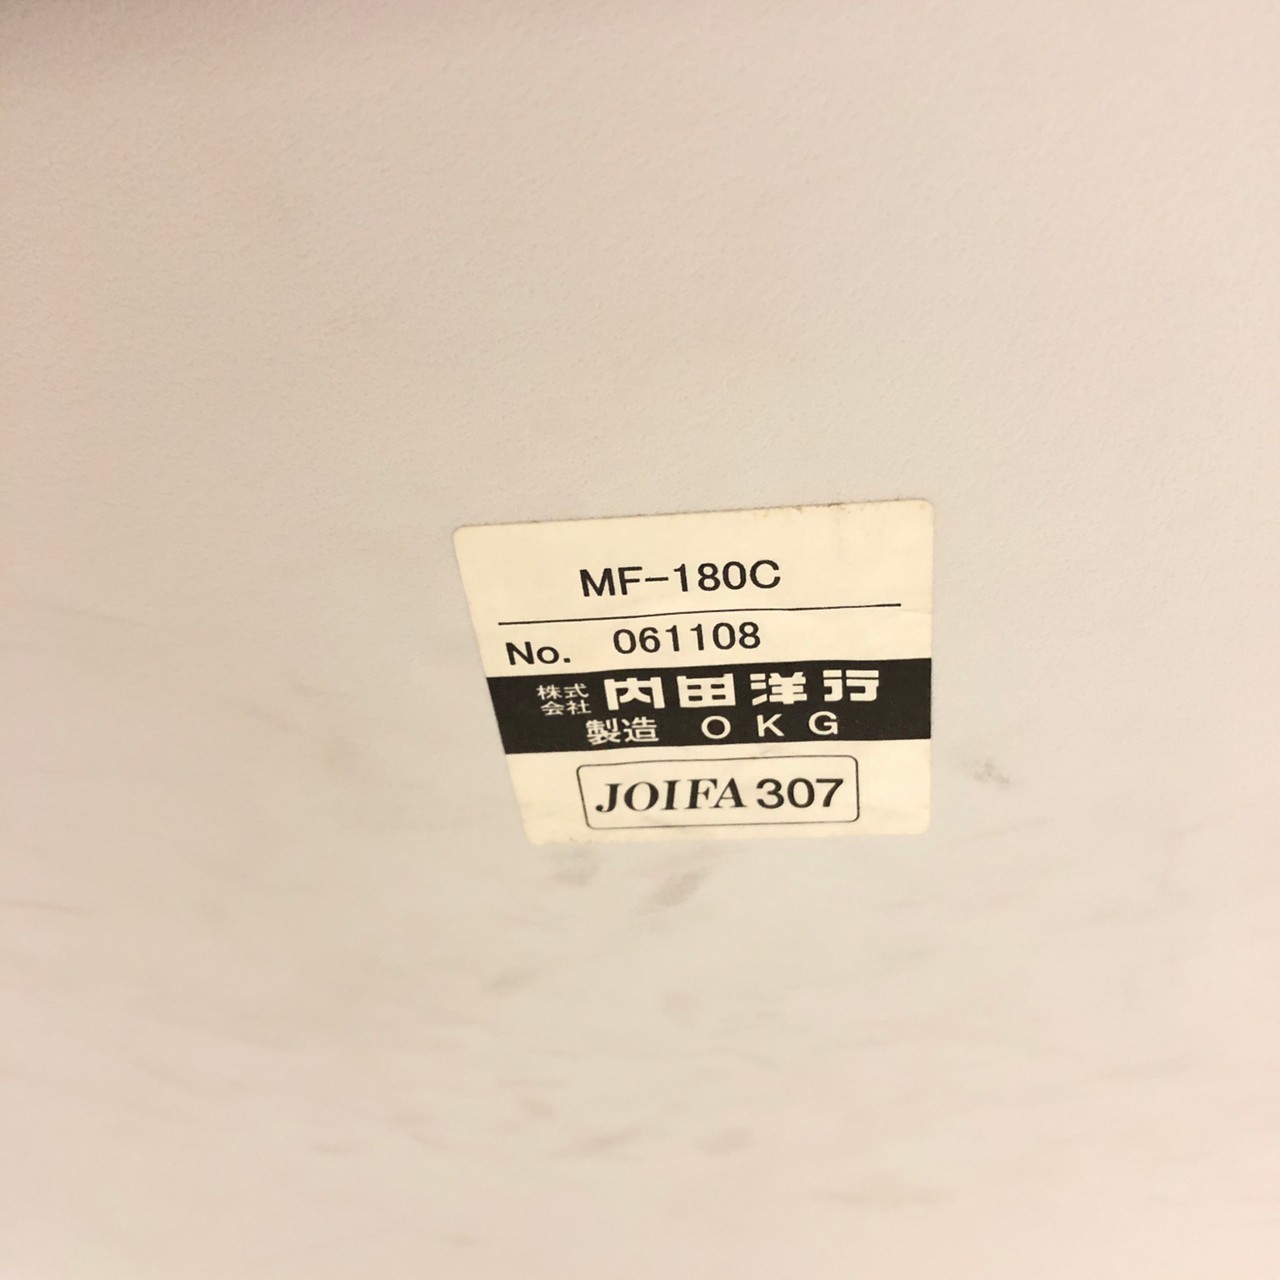 MF-180C
No. 061108
株式会社 内田洋行
製造 OKG
JOIFA 307